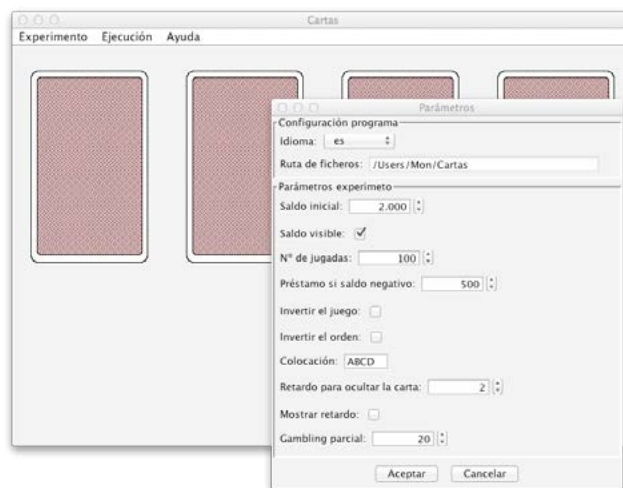 Cartas
Experimento Ejecución Ayuda
Parámetros
Configuración programa
Idioma: es
Ruta de ficheros: /Users/Mon/Cartas
Parámetros experimeto
Saldo inicial: 2.000
Saldo visible:
Nº de jugadas: 100
Préstamo si saldo negativo: 500
Invertir el juego:
Invertir el orden:
Colocación: ABCD
Retardo para ocultar la carta: 2
Mostrar retardo:
Gambling parcial: 20
Aceptar Cancelar